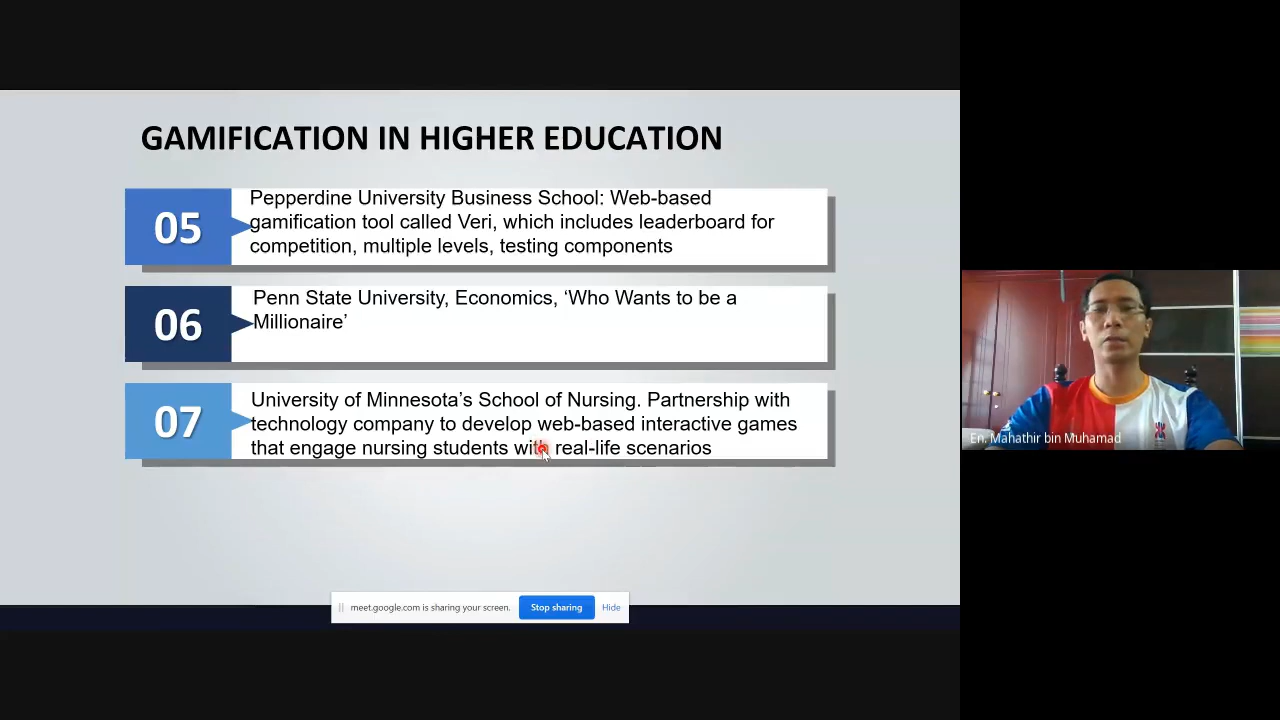 GAMIFICATION IN HIGHER EDUCATION
05
Pepperdine University Business School: Web-based
gamification tool called Veri, which includes leaderboard for
competition, multiple levels, testing components
06
Penn State University, Economics, ‘Who Wants to be a
Millionaire’
07
University of Minnesota’s School of Nursing. Partnership with
technology company to develop web-based interactive games
that engage nursing students with real-life scenarios
En. Mahathir bin Muhamad
meet.google.com is sharing your screen. Stop sharing Hide